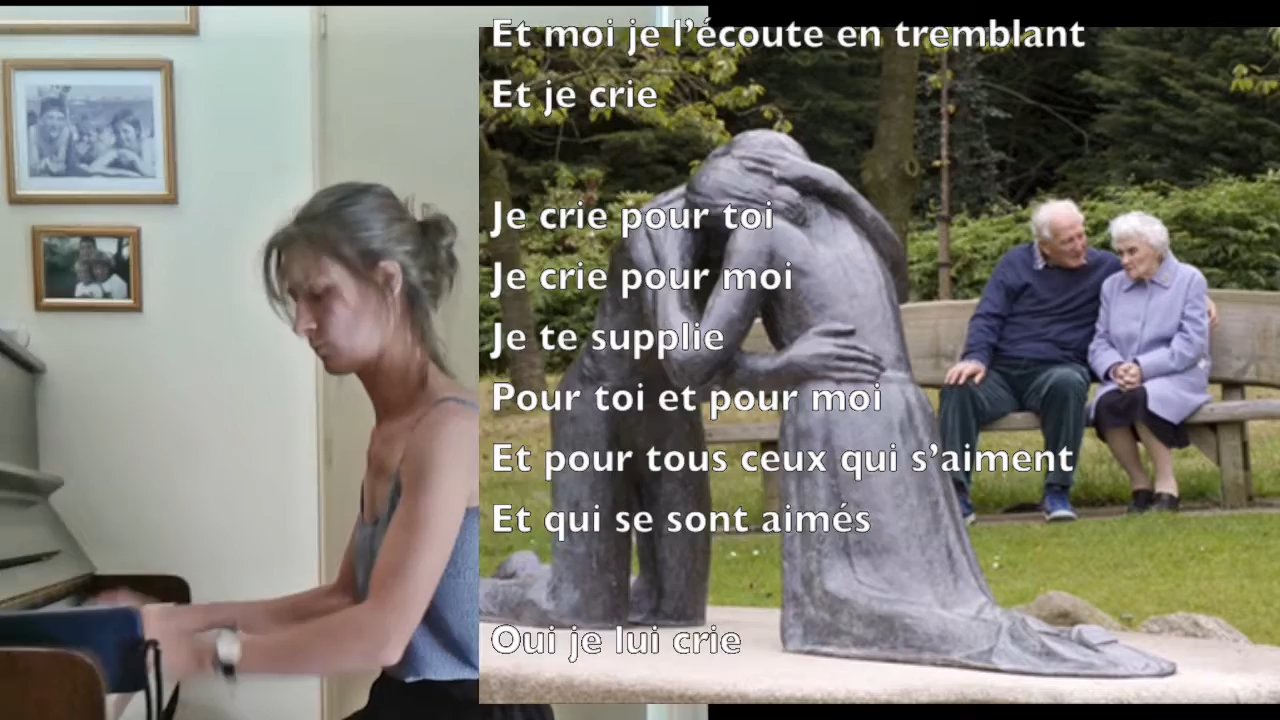 Et moi je l’écoute en tremblant
Et je crie
Je crie pour toi
Je crie pour moi
Je te supplie
Pour toi et pour moi
Et pour tous ceux qui s’aiment
Et qui se sont aimés
Oui je lui crie